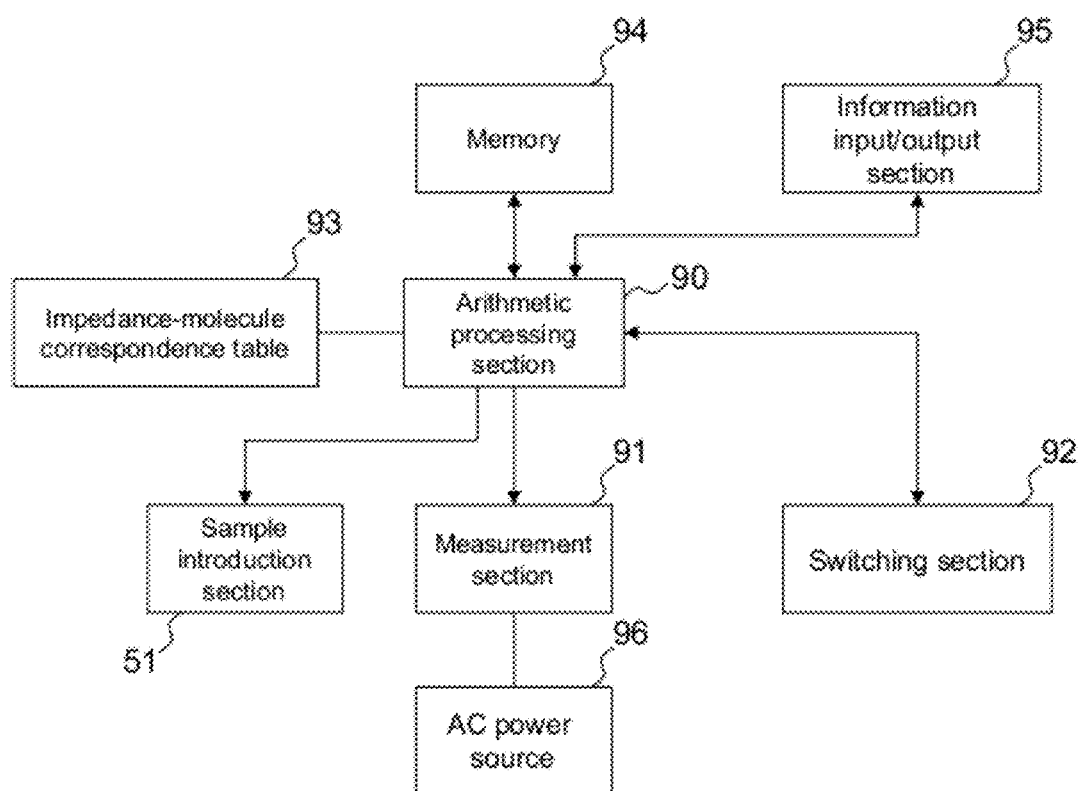 94
Memory
95
Information
input/output
section
93
Impedance-molecule
correspondence table
90
Arithmetic
processing
section
51
Sample
introduction
section
91
Measurement
section
92
Switching section
96
AC power
source